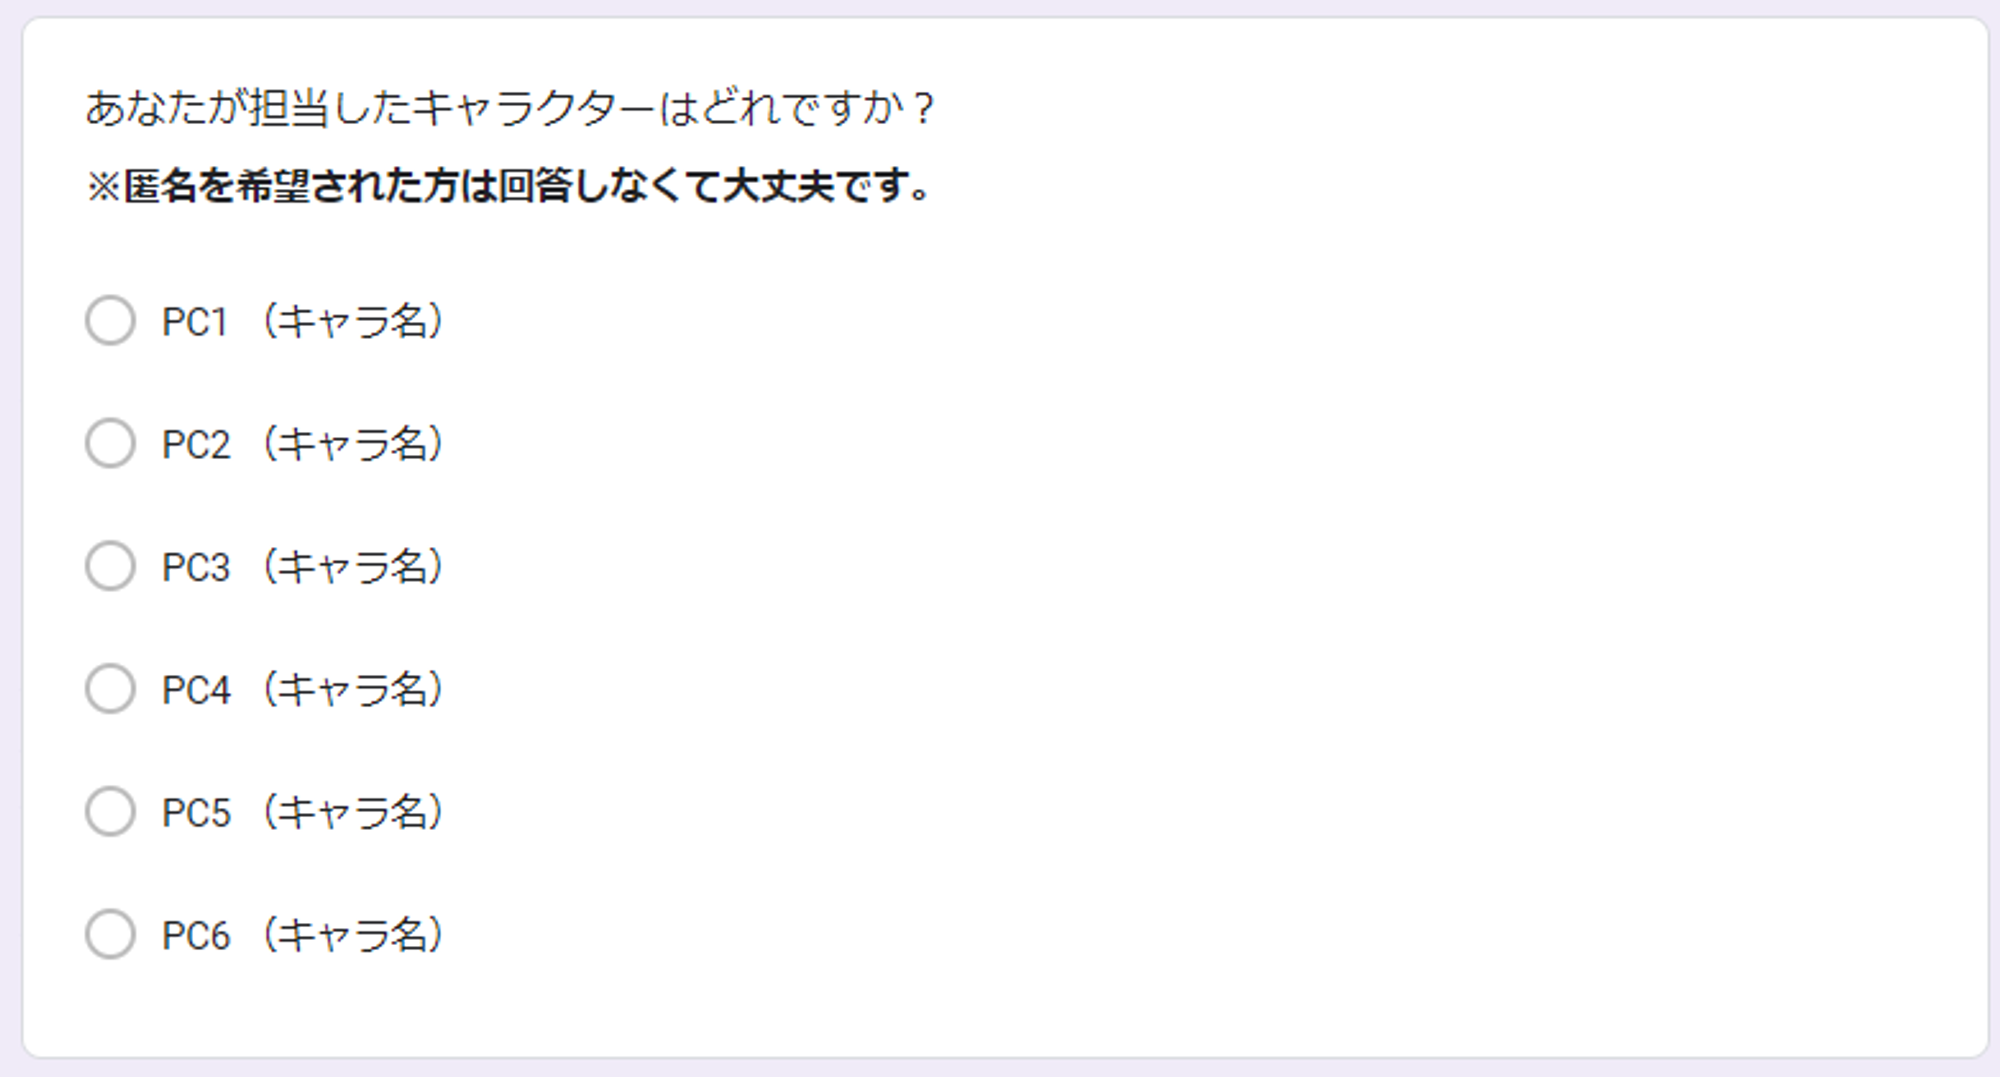 あなたが担当したキャラクターはどれですか？
※匿名を希望された方は回答しなくて大丈夫です。
PC1 （キャラ名）
PC2 （キャラ名）
PC3 （キャラ名）
PC4 （キャラ名）
PC5 （キャラ名）
PC6 （キャラ名）